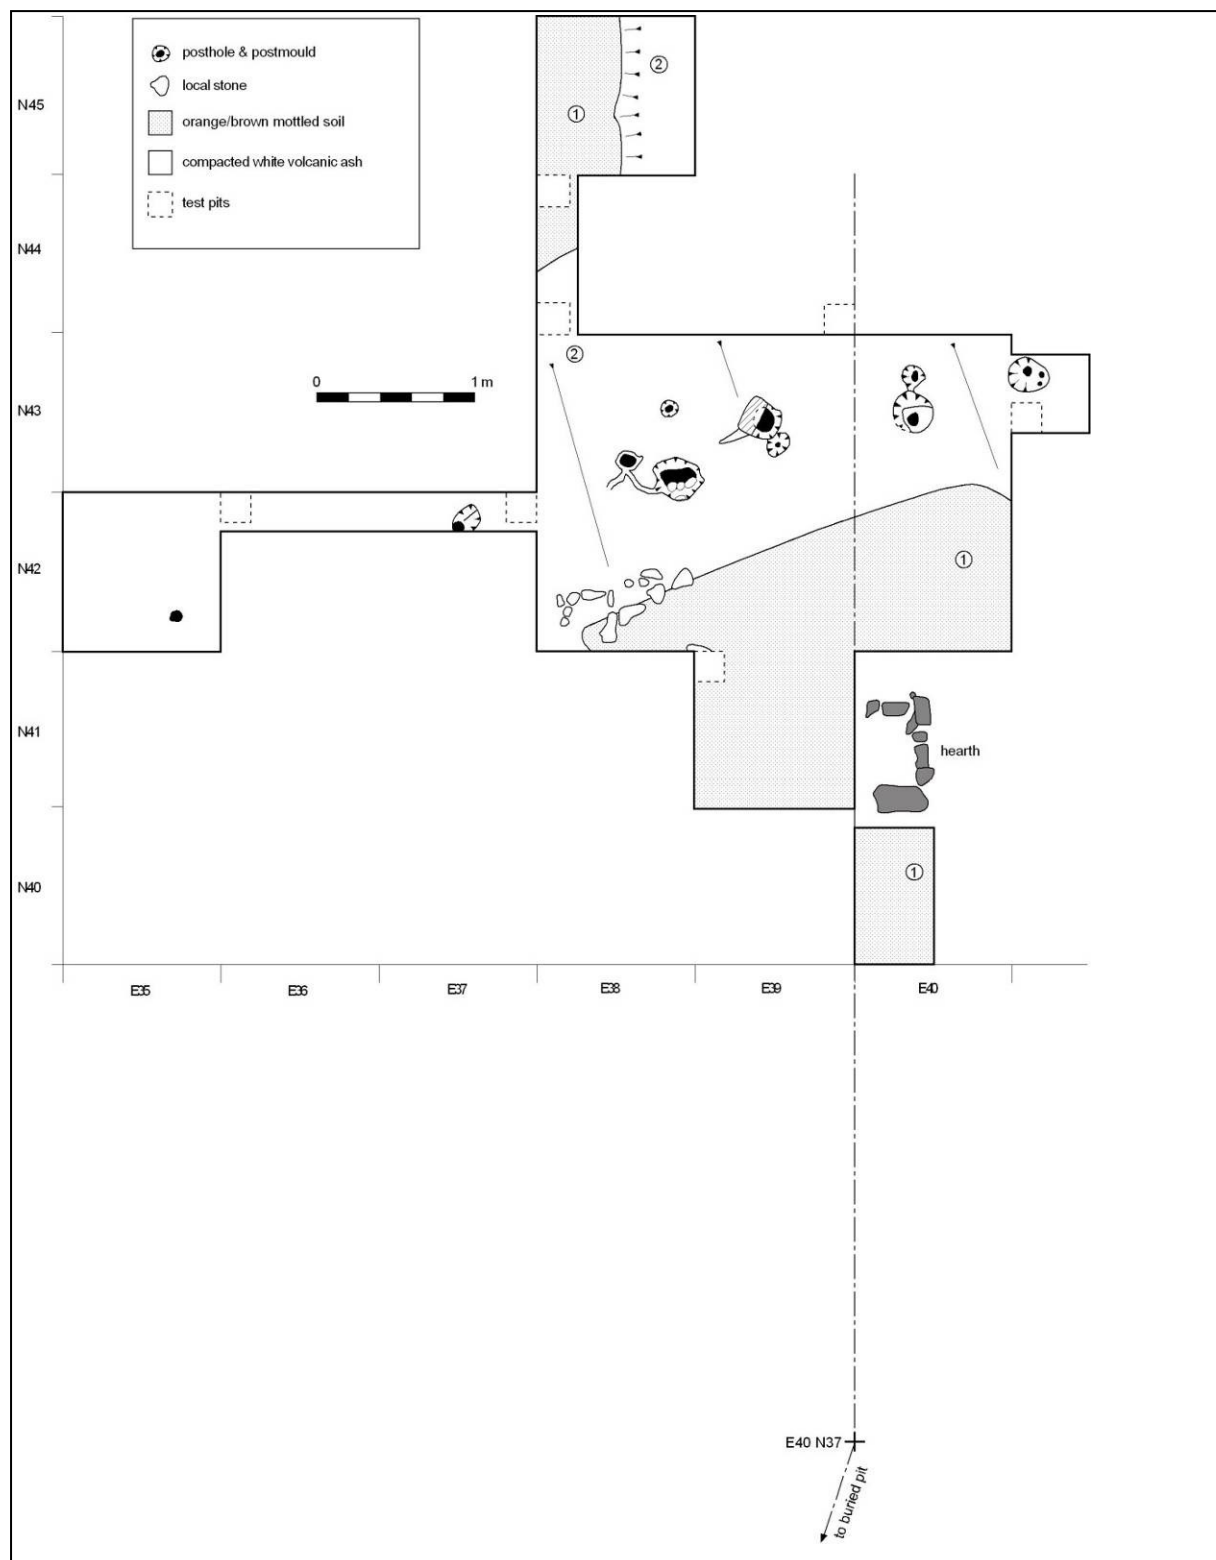 posthole & postmould
local stone
orange/brown mottled soil
compacted white volcanic ash
test pits
N45
N44
N43
N42
N41
N40
1
2
2
0 1 m
1
hearth
1
E35 E36 E37 E38 E39 E40
E40 N37
to buried pit